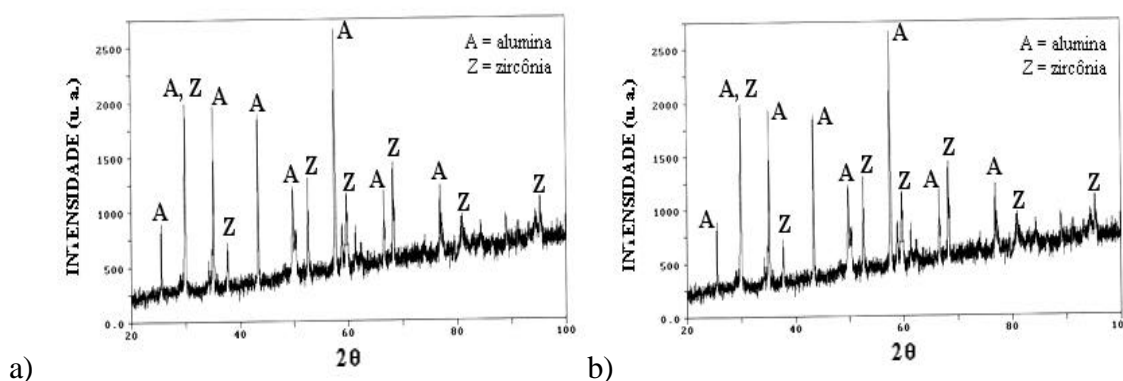 INTENSIDADE (u. a.)
2500
2000
1500
1000
500
0.0
20
40
60
80
100
2θ
A = alumina
Z = zircônia
A
A, Z
A
Z
A
A
Z
A
Z
A
Z
A
Z
Z
a)
INTENSIDADE (u. a.)
2500
2000
1500
1000
500
0.0
20
40
60
80
100
2θ
A = alumina
Z = zircônia
A
A, Z
A
Z
A
A
Z
A
Z
A
Z
A
Z
Z
b)